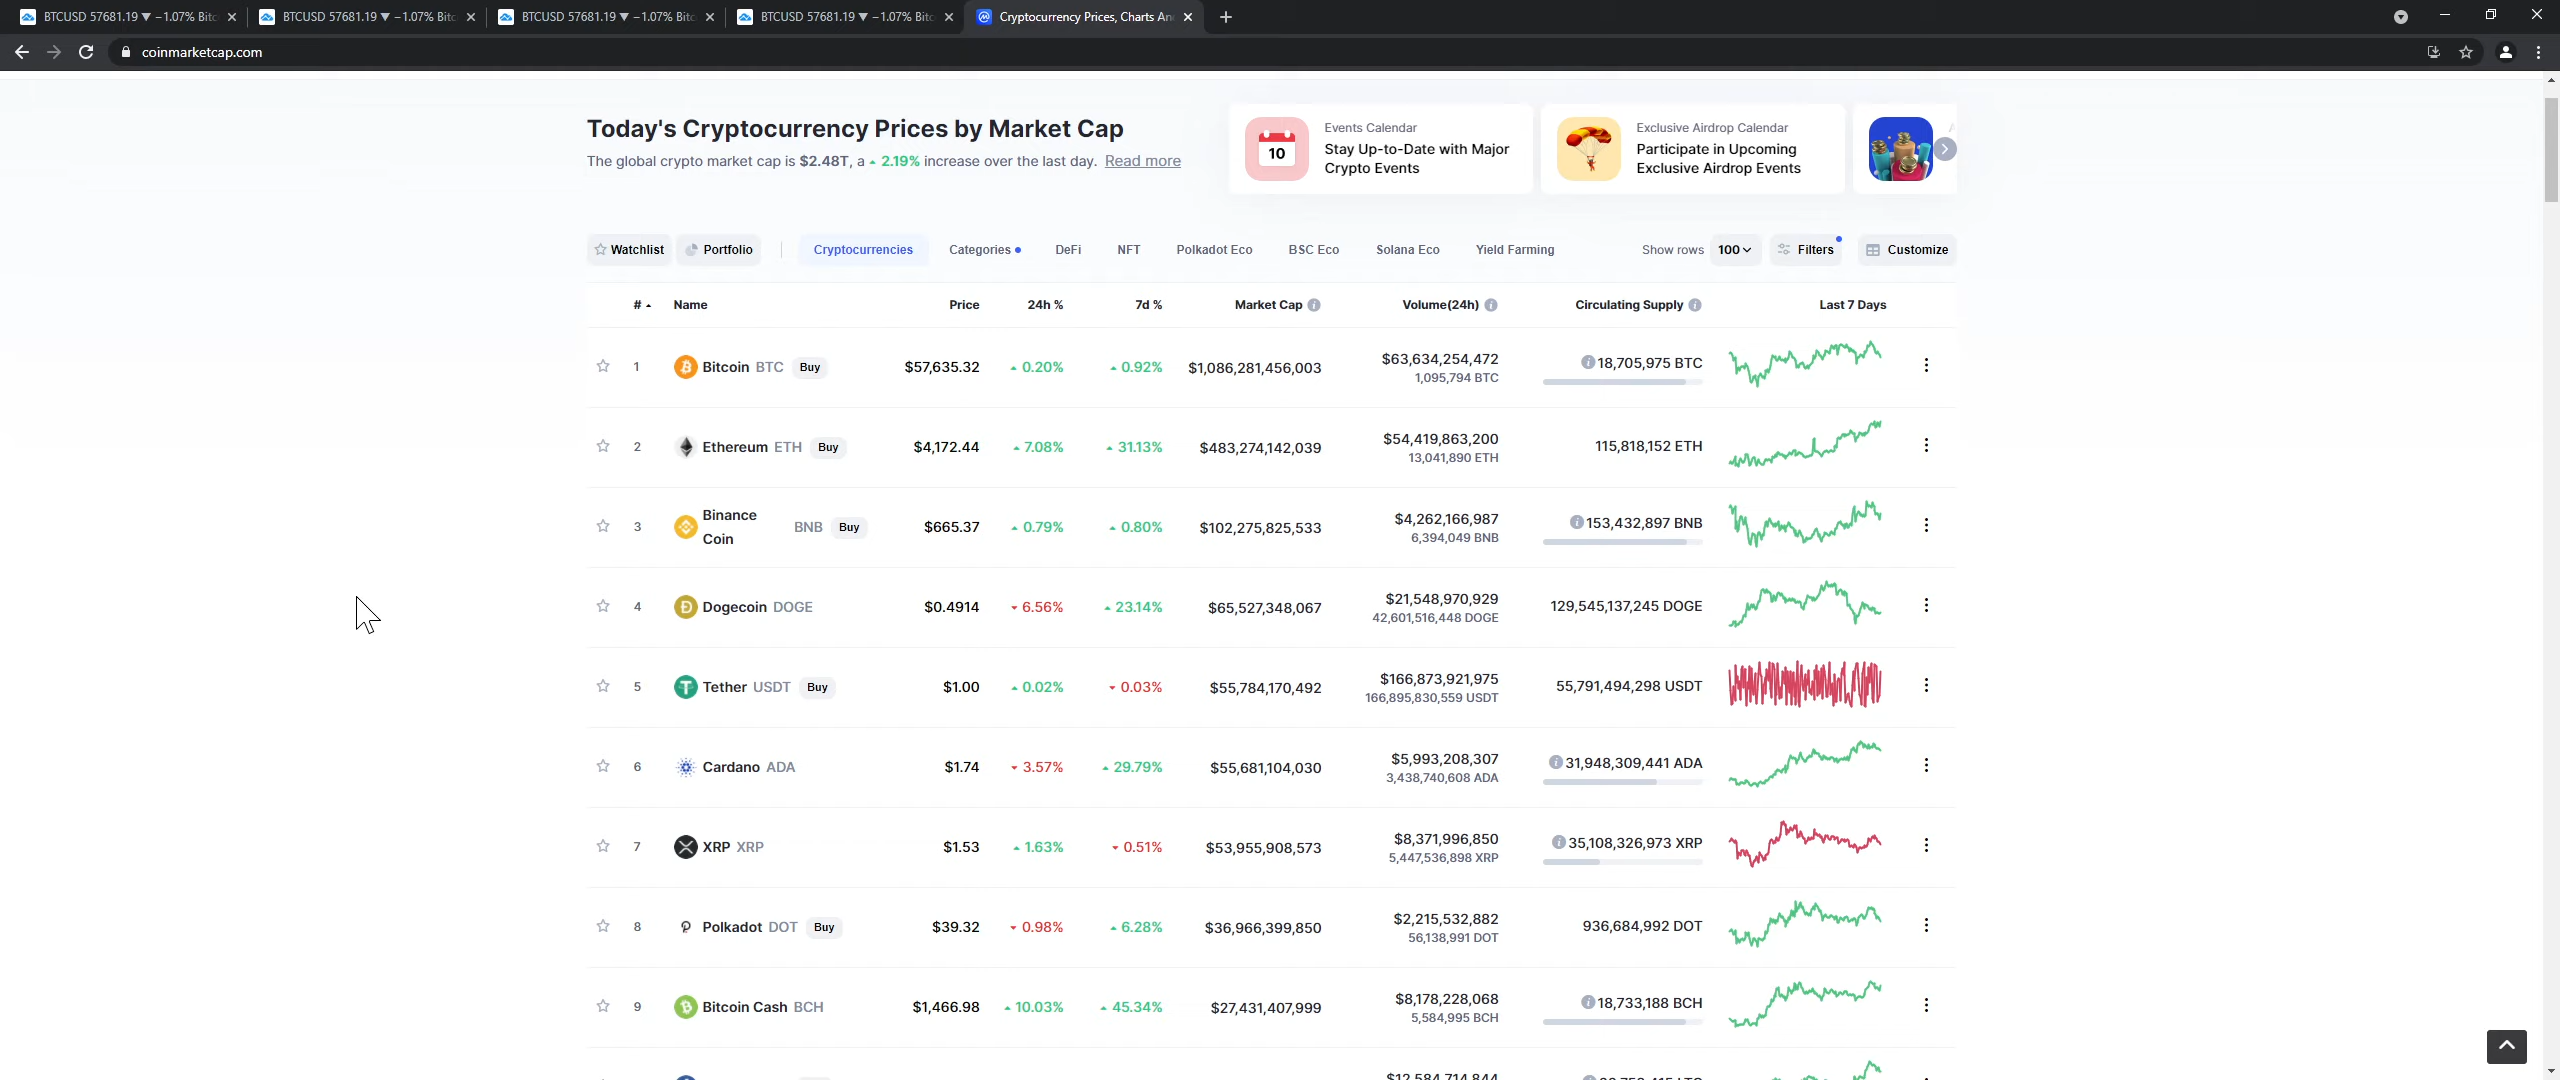 BTCUSD 57681.19 ▼ −1.07% Bitc
BTCUSD 57681.19 ▼ −1.07% Bitc
BTCUSD 57681.19 ▼ −1.07% Bitc
BTCUSD 57681.19 ▼ −1.07% Bitc
Cryptocurrency Prices, Charts An
coinmarketcap.com
Today's Cryptocurrency Prices by Market Cap
The global crypto market cap is $2.48T, a 2.19% increase over the last day. Read more
10
Events Calendar
Stay Up-to-Date with Major
Crypto Events
Exclusive Airdrop Calendar
Participate in Upcoming
Exclusive Airdrop Events
Watchlist Portfolio Cryptocurrencies Categories DeFi NFT Polkadot Eco BSC Eco Solana Eco Yield Farming Show rows 100 Filters Customize
# Name Price 24h % 7d % Market Cap Volume(24h) Circulating Supply Last 7 Days
1 Bitcoin BTC Buy $57,635.32 0.20% 0.92% $1,086,281,456,003 $63,634,254,472 18,705,975 BTC
1,095,794 BTC
2 Ethereum ETH Buy $4,172.44 7.08% 31.13% $483,274,142,039 $54,419,863,200 115,818,152 ETH
13,041,890 ETH
3 Binance Coin BNB Buy $665.37 0.79% 0.80% $102,275,825,533 $4,262,166,987 153,432,897 BNB
6,394,049 BNB
4 Dogecoin DOGE $0.4914 6.56% 23.14% $65,527,348,067 $21,548,970,929 129,545,137,245 DOGE
42,601,516,448 DOGE
5 Tether USDT Buy $1.00 0.02% 0.03% $55,784,170,492 $166,873,921,975 55,791,494,298 USDT
166,895,830,559 USDT
6 Cardano ADA $1.74 3.57% 29.79% $55,681,104,030 $5,993,208,307 31,948,309,441 ADA
3,438,740,608 ADA
7 XRP XRP $1.53 1.63% 0.51% $53,955,908,573 $8,371,996,850 35,108,326,973 XRP
5,447,536,898 XRP
8 Polkadot DOT Buy $39.32 0.98% 6.28% $36,966,399,850 $2,215,532,882 936,684,992 DOT
56,138,991 DOT
9 Bitcoin Cash BCH $1,466.98 10.03% 45.34% $27,431,407,999 $8,178,228,068 18,733,188 BCH
5,584,995 BCH
$12,584,714,844